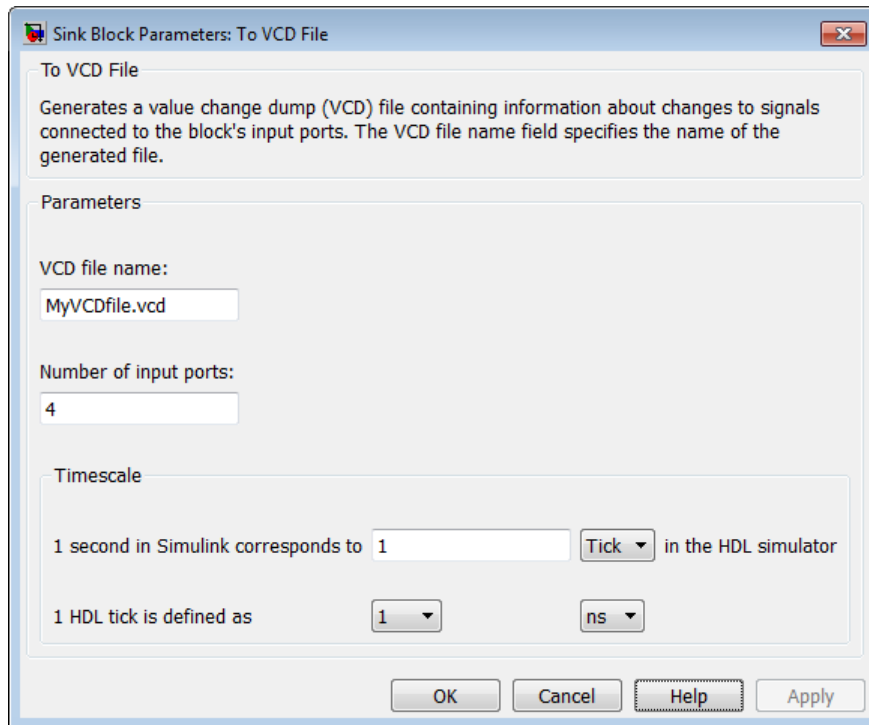 Sink Block Parameters: To VCD File
To VCD File
Generates a value change dump (VCD) file containing information about changes to signals
connected to the block's input ports. The VCD file name field specifies the name of the
generated file.
Parameters
VCD file name:
MyVCDfile.vcd
Number of input ports:
4
Timescale
1 second in Simulink corresponds to 1 Tick in the HDL simulator
1 HDL tick is defined as 1 ns
OK Cancel Help Apply